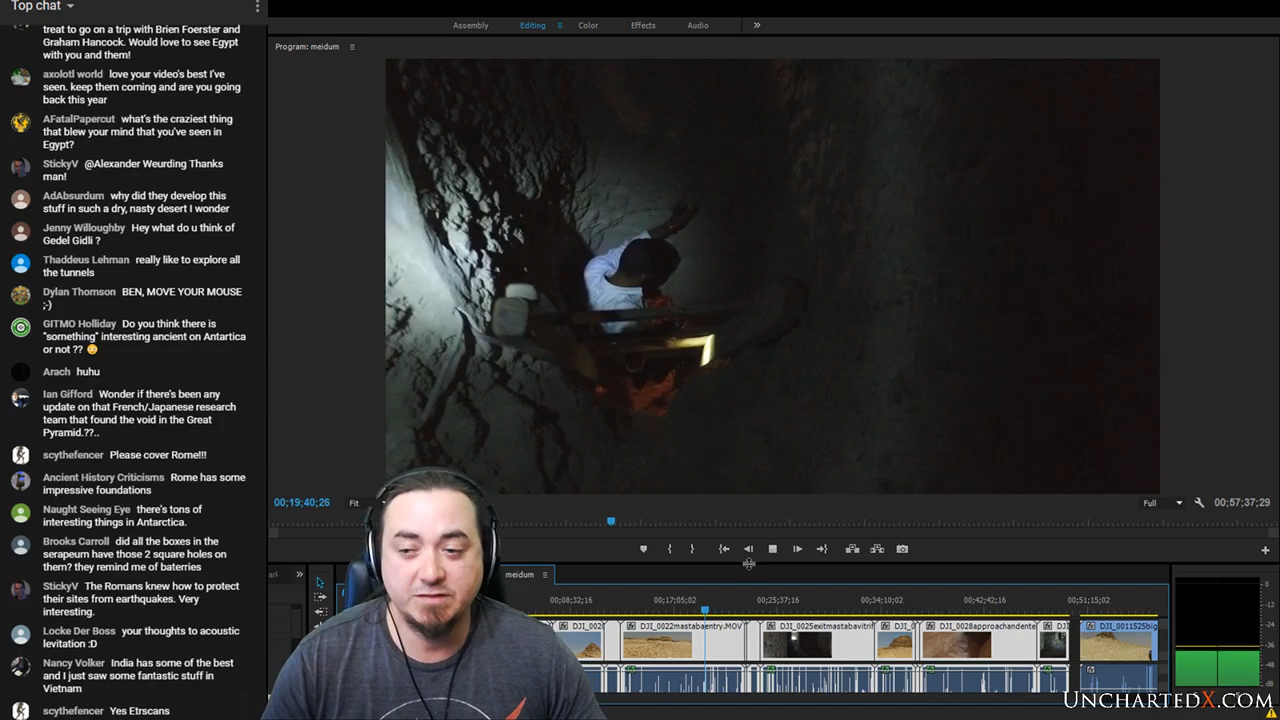 Top chat
treat to go on a trip with Brien Foerster and
Graham Hancock. Would love to see Egypt
with you and them!
axolotl world love your video's best I've
seen. keep them coming and are you going
back this year
AFatalPapercut what's the craziest thing
that blew your mind that you've seen in
Egypt?
StickyV @Alexander Weurding Thanks
man!
AdAbsurdum why did they develop this
stuff in such a dry, nasty desert I wonder
Jenny Willoughby Hey what do u think of
Gedel Gidli ?
Thaddeus Lehman really like to explore all
the tunnels
Dylan Thomson BEN, MOVE YOUR MOUSE
;-)
GITMO Holliday Do you think there is
"something" interesting ancient on Antartica
or not ?? 😳
Arach huhu
Ian Gifford Wonder if there's been any
update on that French/Japanese research
team that found the void in the Great
Pyramid.??..
scythefencer Please cover Rome!!!
Ancient History Criticisms Rome has some
impressive foundations
Naught Seeing Eye there's tons of
interesting things in Antarctica.
Brooks Carroll did all the boxes in the
serapeum have those 2 square holes on
them? they remind me of bateries
StickyV The Romans knew how to protect
their sites from earthquakes. Very
interesting.
Locke Der Boss your thoughts to acoustic
levitation :D
Nancy Volker India has some of the best
and I just saw some fantastic stuff in
Vietnam
scythefencer Yes Etrscans
Assembly Editing Color Effects Audio
Program: meidum
00;19;40;26 Fit Full 00;57;37;29
meidum
00;08;32;16 00;17;05;02 00;25;37;16 00;34;10;02 00;42;42;16 00;51;15;02
DJI_002 DJI_0022mastabaentry.MOV DJI_0025exitmastabavitri DJI_0 DJI_0028approachandente DJI DJI_0011525big
0
-12
-24
-36
-48
dB
UnchartedX.com